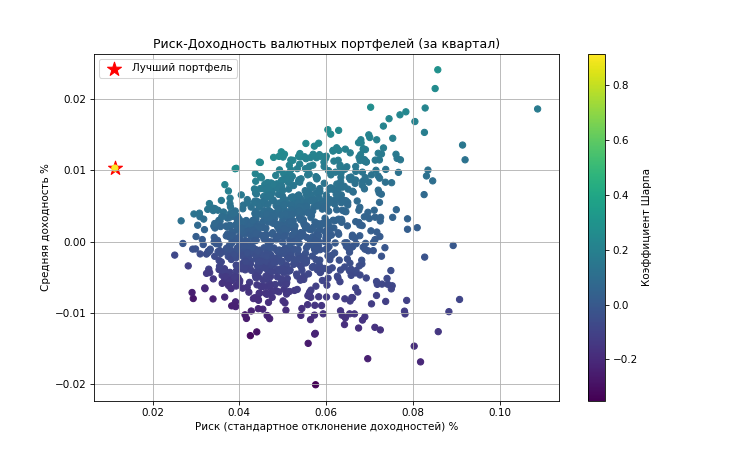 Риск-Доходность валютных портфелей (за квартал)
Лучший портфель
Средняя доходность %
0.02
0.01
0.00
−0.01
−0.02
0.02 0.04 0.06 0.08 0.10
Риск (стандартное отклонение доходностей) %
0.8
0.6
0.4
0.2
0.0
−0.2
Коэффициент Шарпа